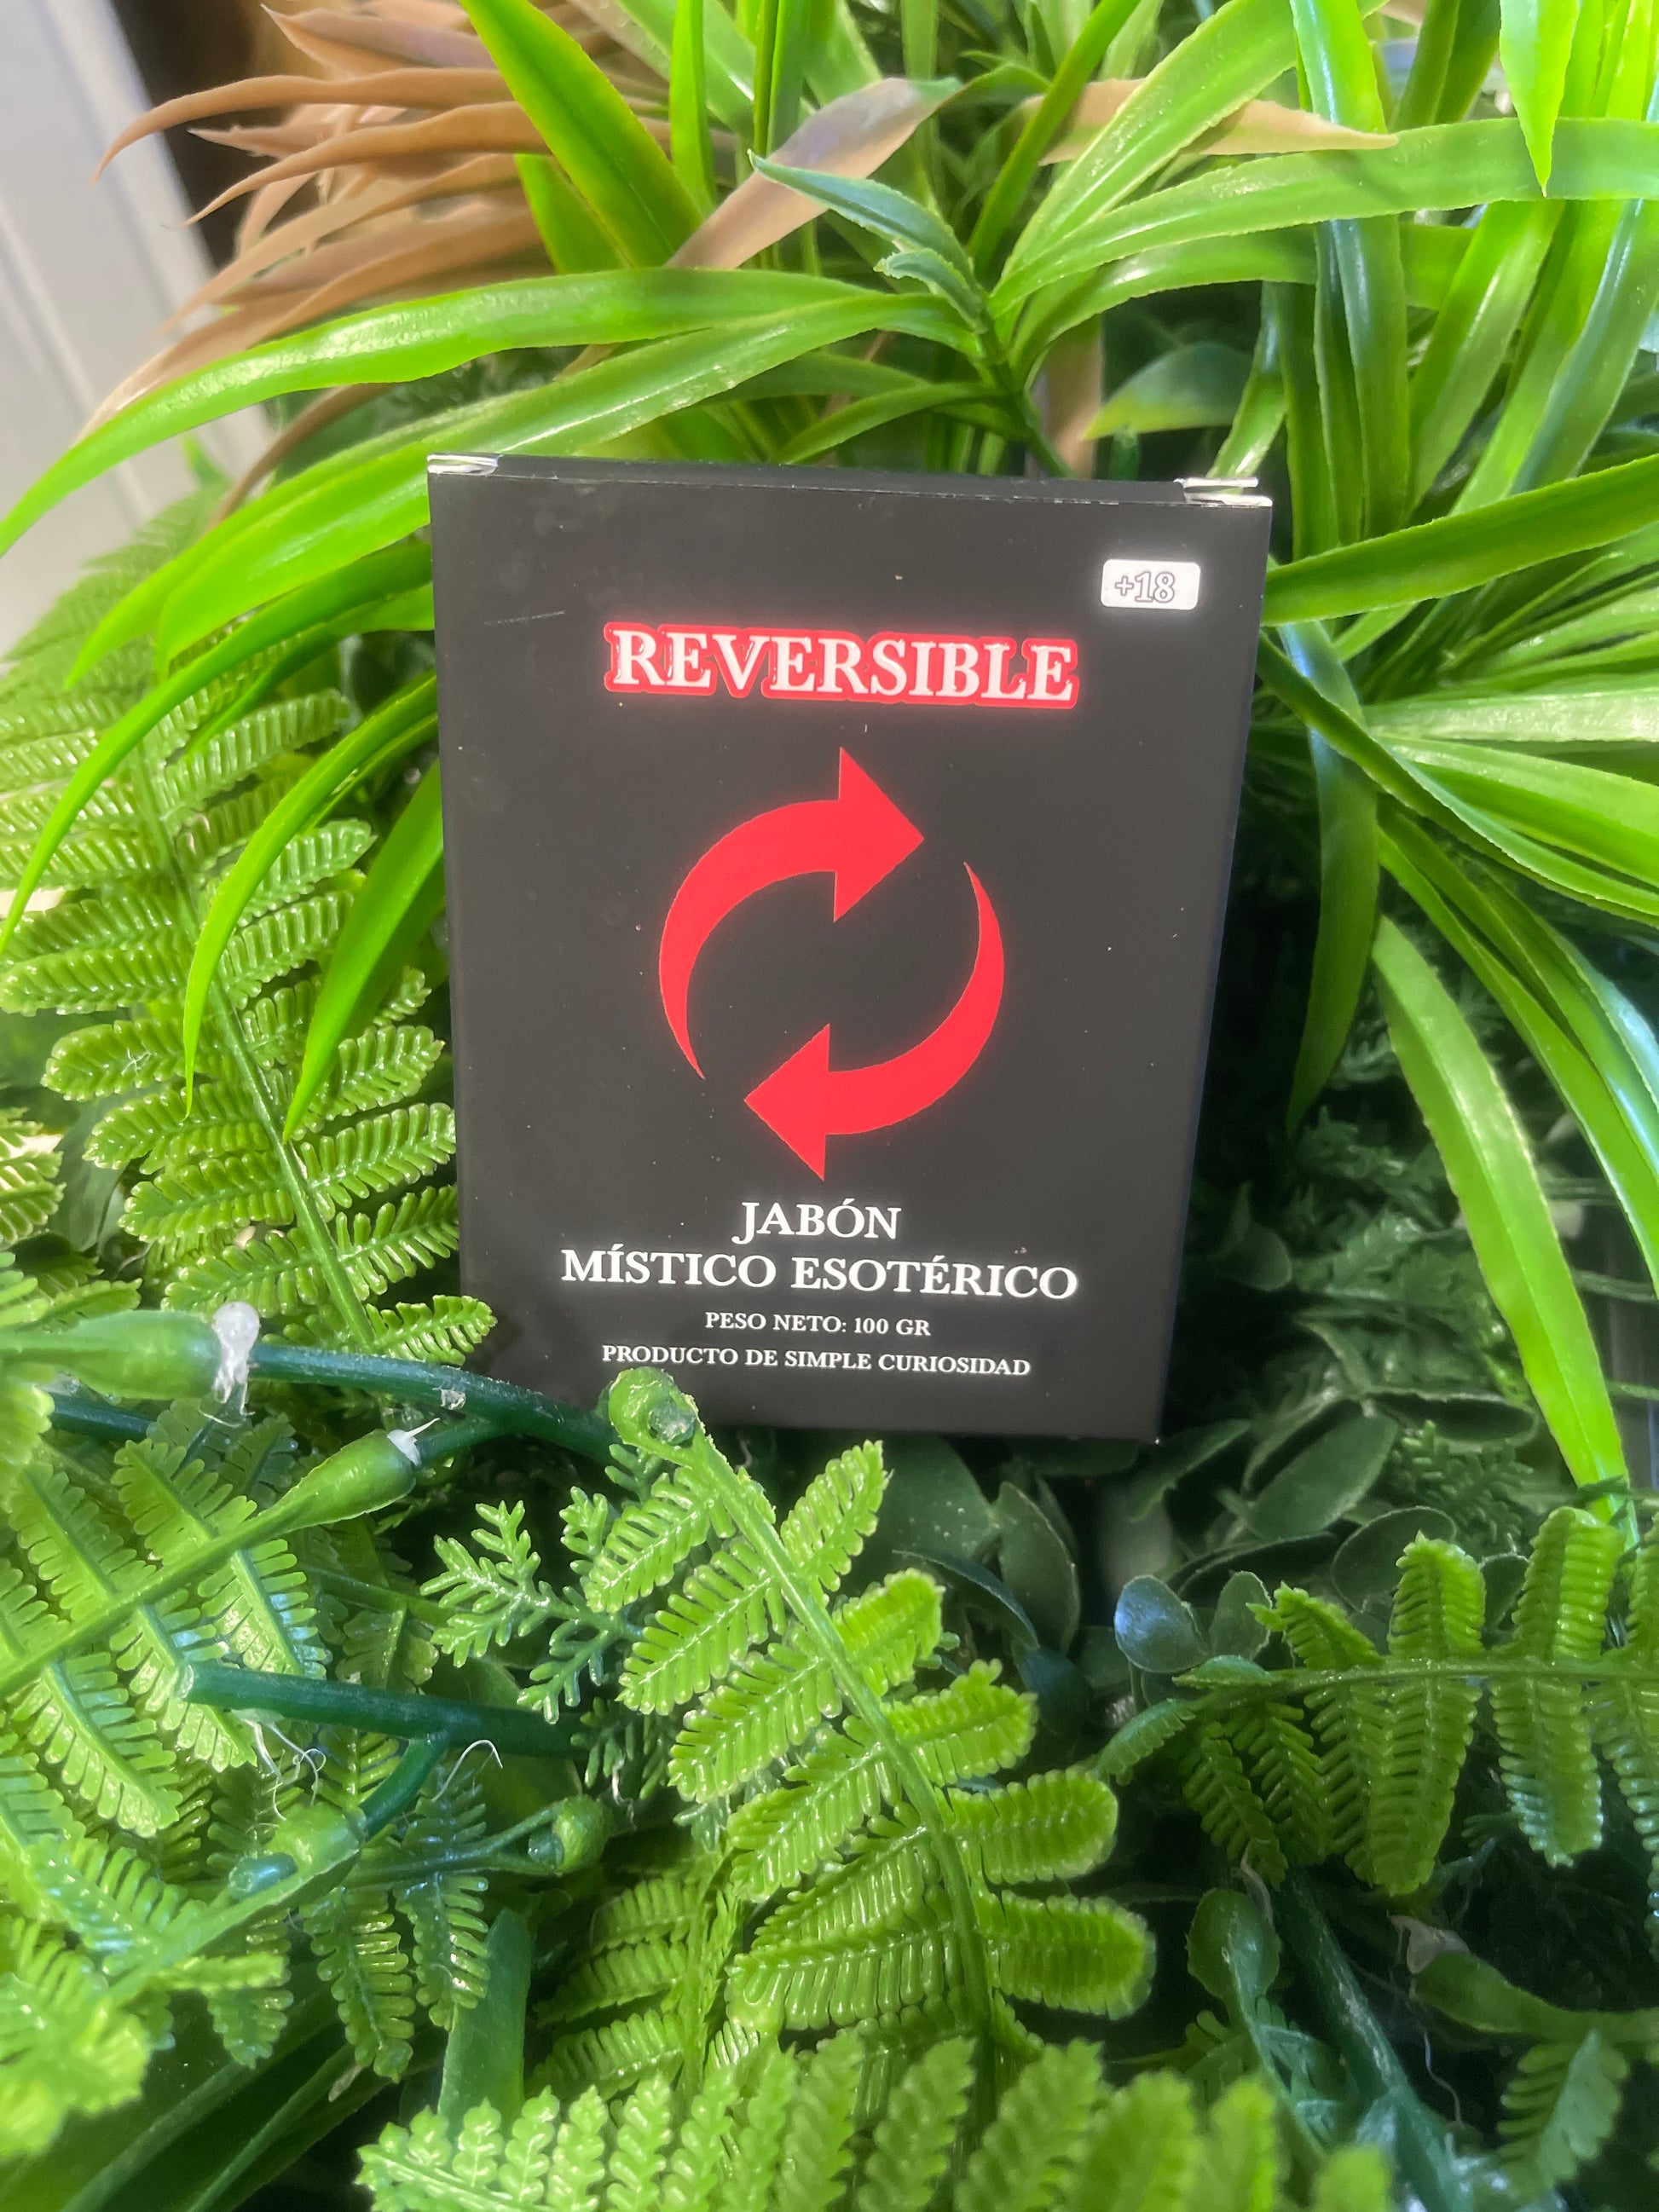 +18
REVERSIBLE
JABÓN
MÍSTICO ESOTÉRICO
PESO NETO: 100 GR
PRODUCTO DE SIMPLE CURIOSIDAD